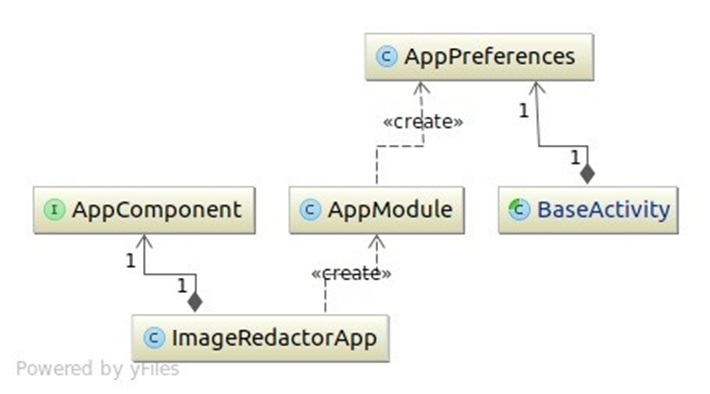 C AppPreferences
«create»
1
1
I AppComponent
C AppModule
C BaseActivity
1
1
«create»
C ImageRedactorApp
Powered by yFiles